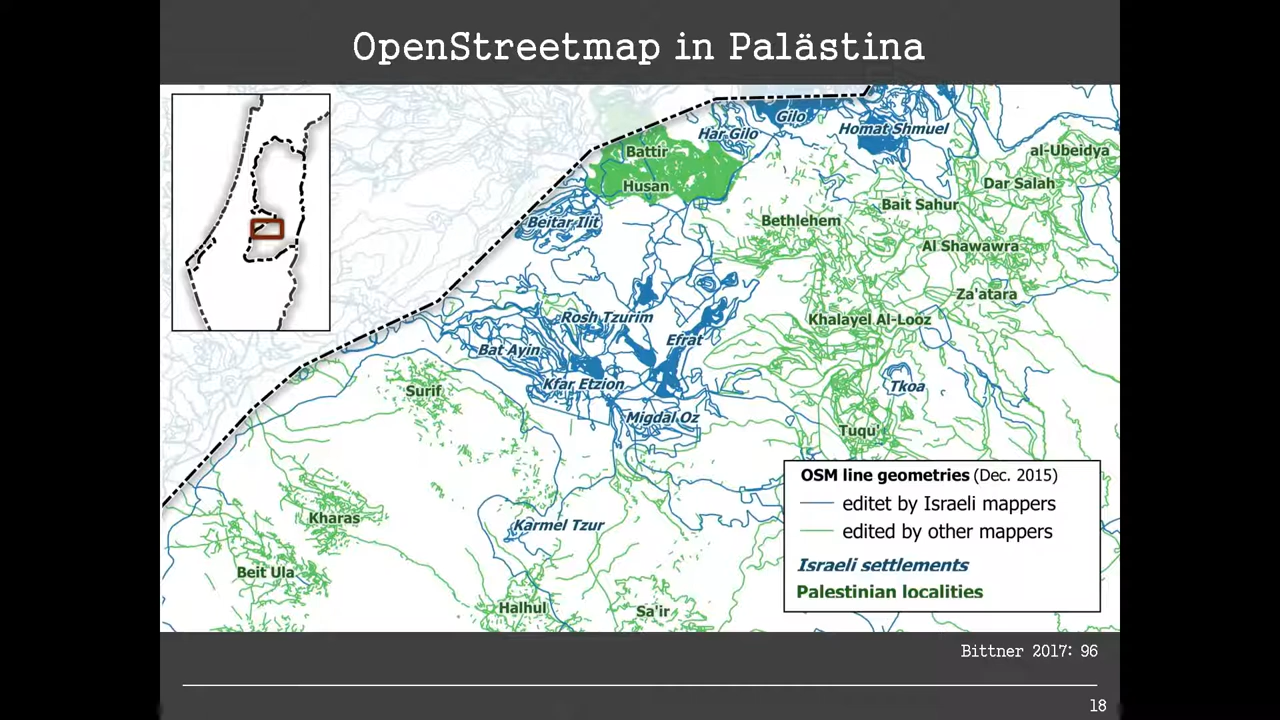 OpenStreetmap in Palästina
Gilo
Har Gilo
Homat Shmuel
Battir
al-Ubeidya
Husan
Dar Salah
Bait Sahur
Beitar Ilit
Bethlehem
Al Shawawra
Za'atara
Rosh Tzurim
Khalayel Al-Looz
Efrat
Bat Ayin
Kfar Etzion
Tkoa
Surif
Migdal Oz
Tuqu'
Kharas
Karmel Tzur
Beit Ula
Halhul
Sa'ir
OSM line geometries (Dec. 2015)
editet by Israeli mappers
edited by other mappers
Israeli settlements
Palestinian localities
Bittner 2017: 96
18